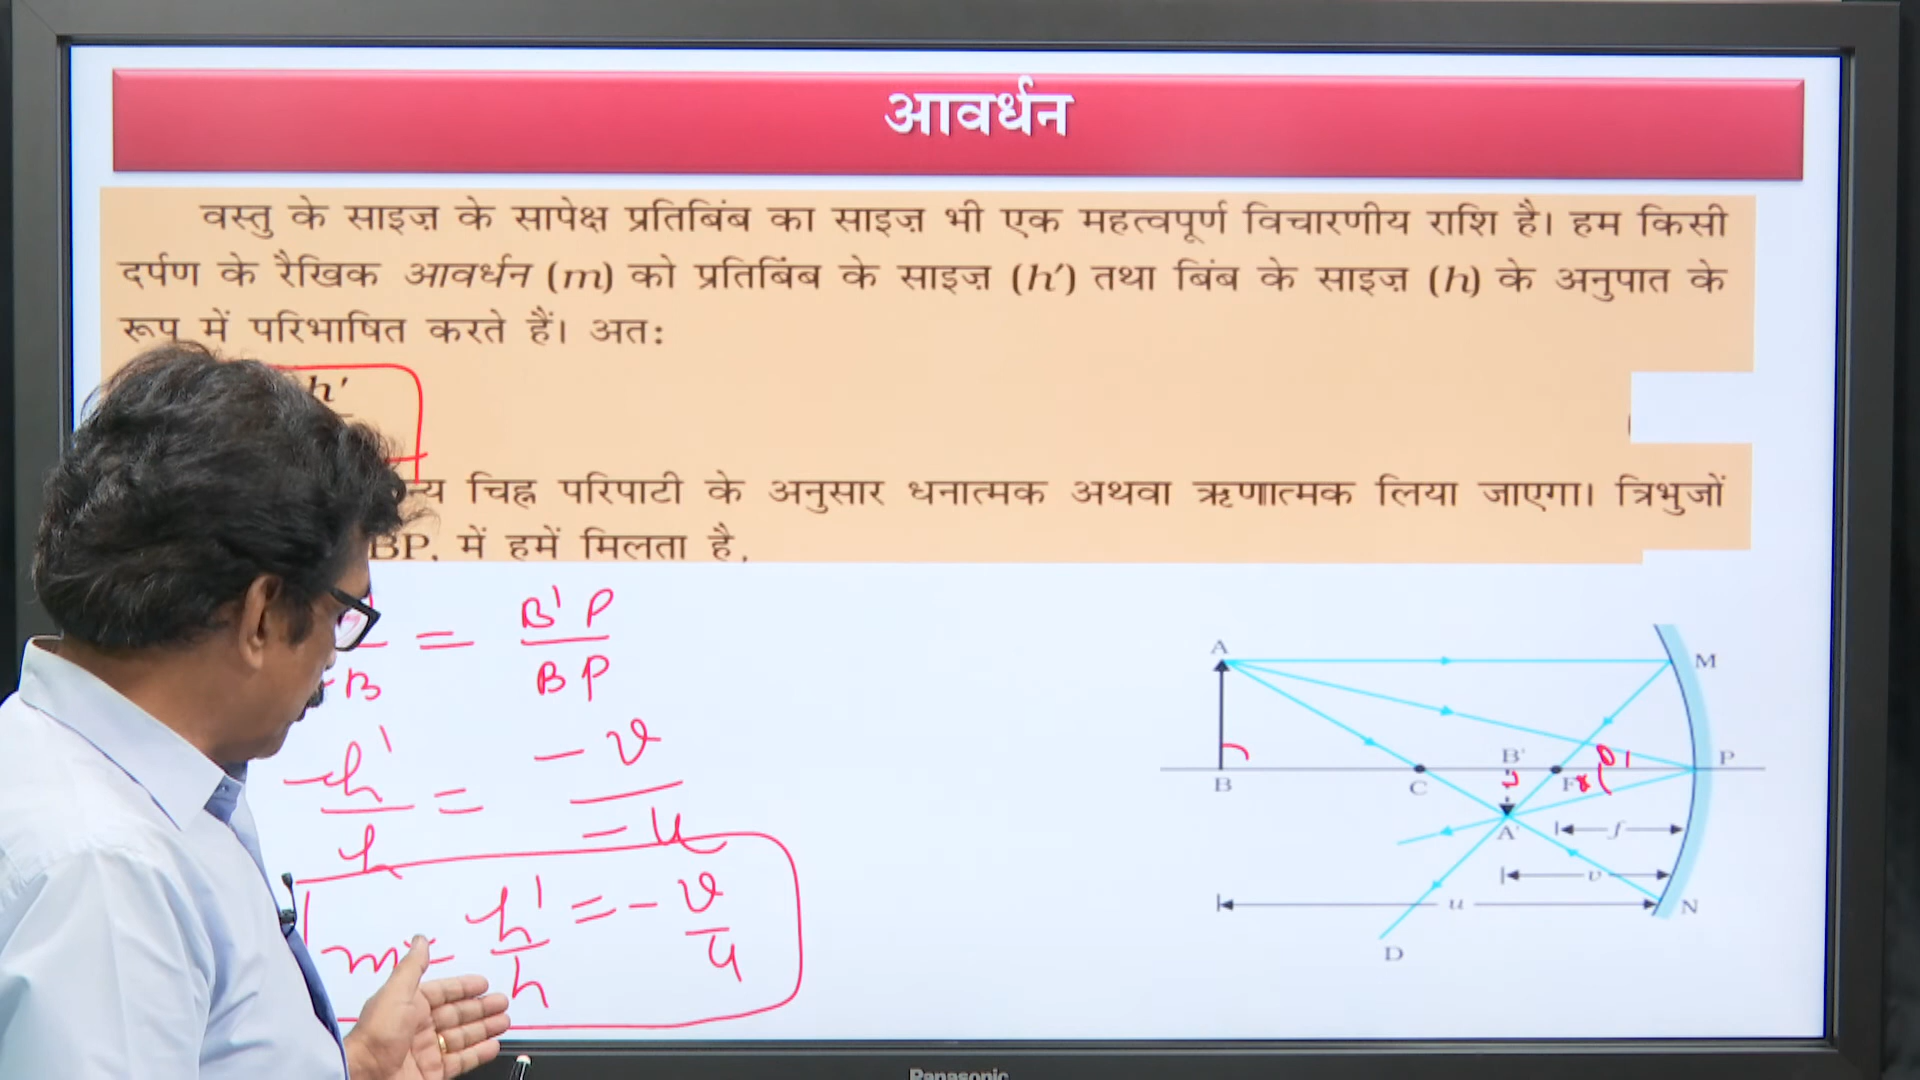 आवर्धन
वस्तु के साइज़ के सापेक्ष प्रतिबिंब का साइज़ भी एक महत्वपूर्ण विचारणीय राशि है। हम किसी
दर्पण के रैखिक आवर्धन (m) को प्रतिबिंब के साइज़ (h′) तथा बिंब के साइज़ (h) के अनुपात के
रूप में परिभाषित करते हैं। अत:
h′
चिह्न परिपाटी के अनुसार धनात्मक अथवा ऋणात्मक लिया जाएगा। त्रिभुजों
BP, में हमें मिलता है,
B = B' P / B P
-h' / h = -v / -u
m = h' / h = - v / u
A M
B C B' F P
A' f
v
u N
D
Panasonic